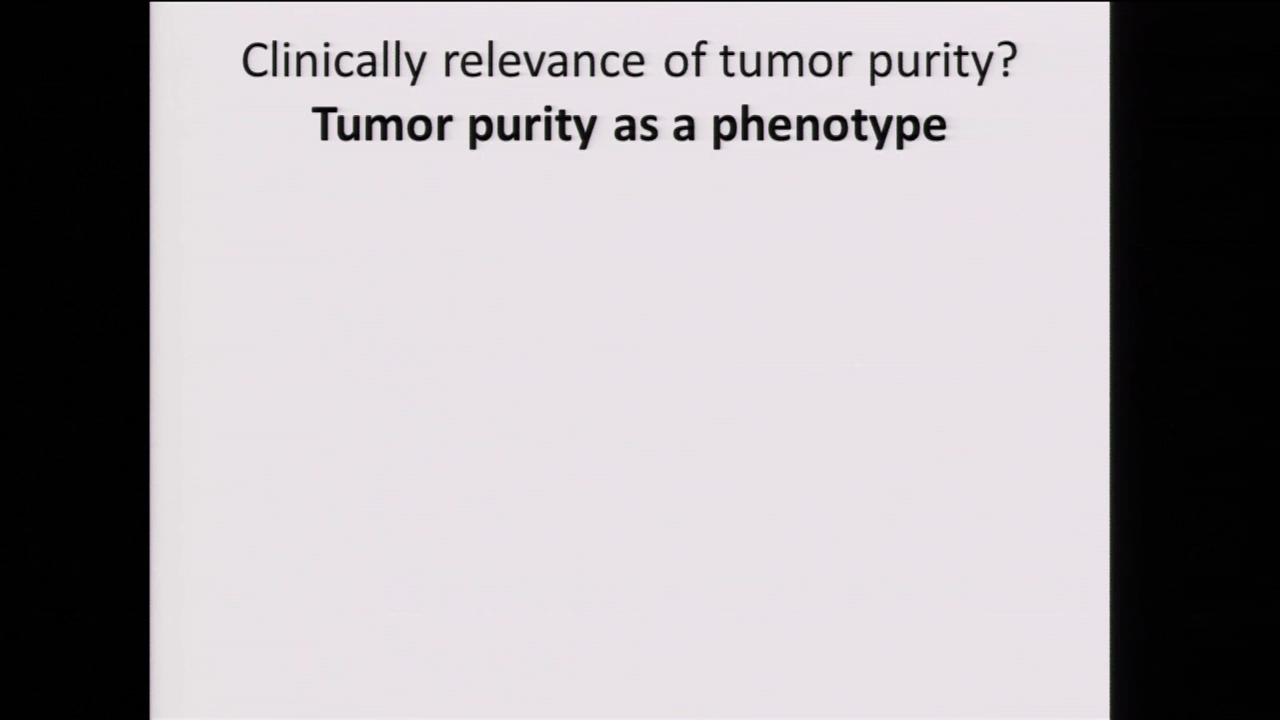 Clinically relevance of tumor purity?
Tumor purity as a phenotype